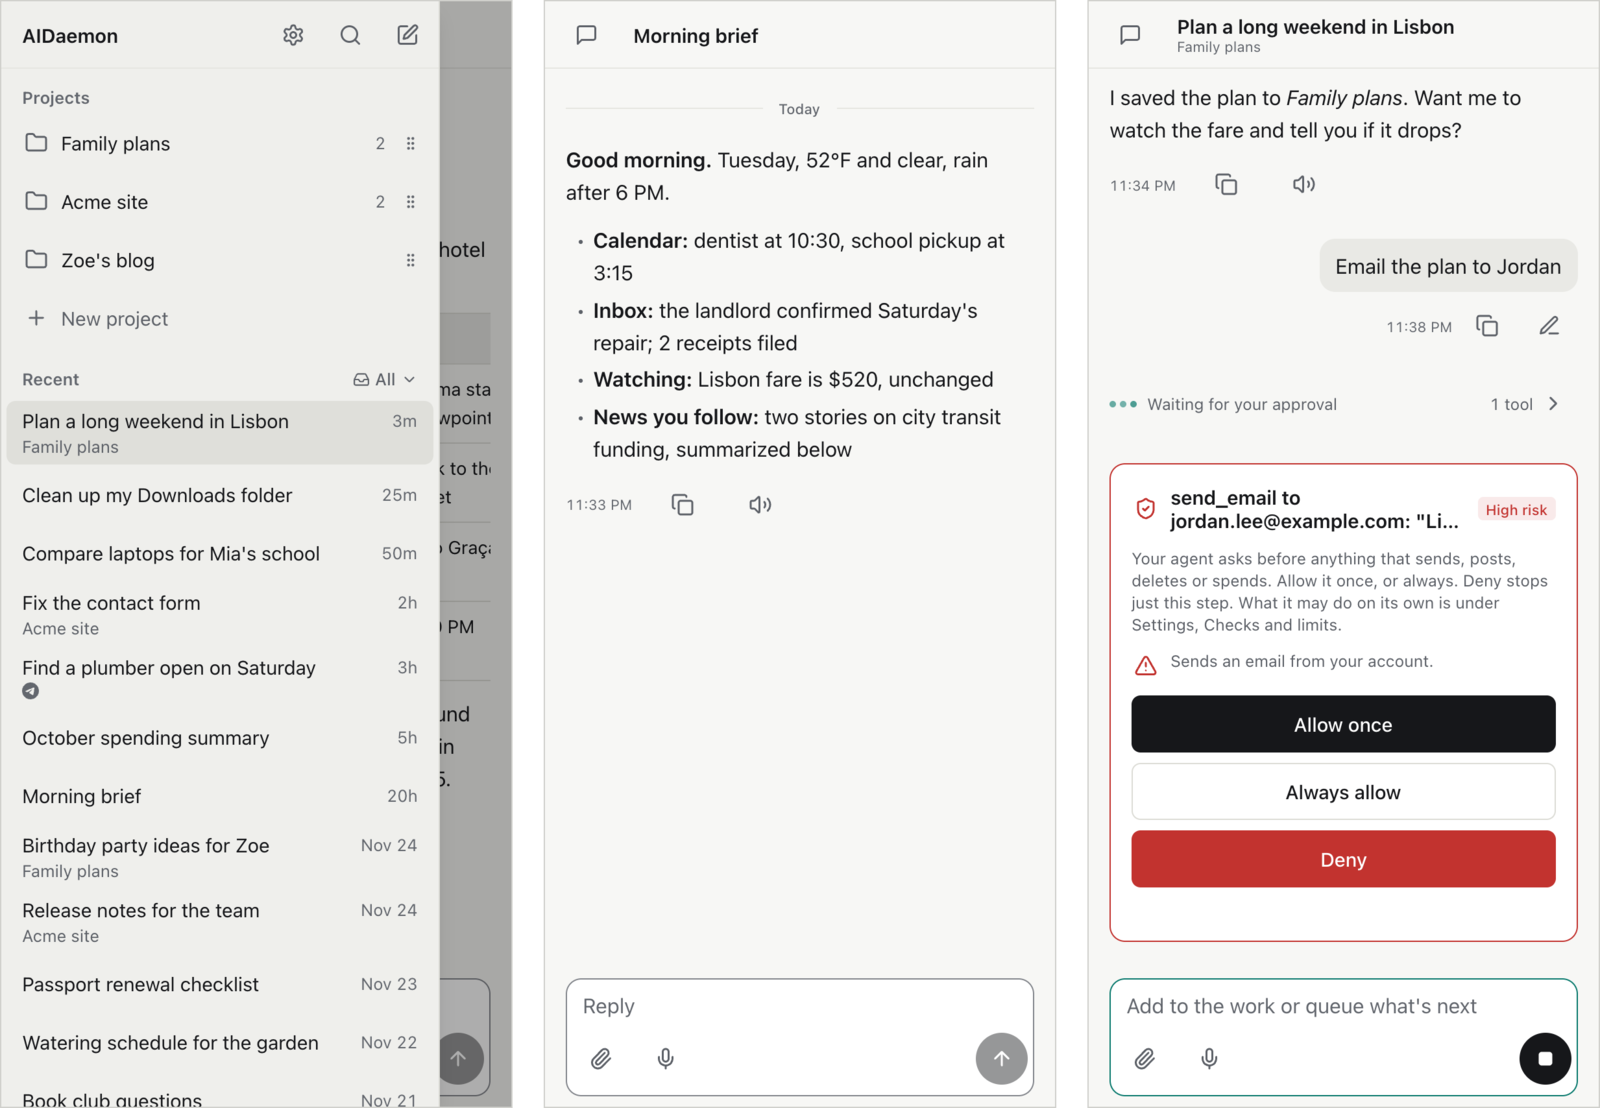 AIDaemon
Projects
Family plans 2
Acme site 2
Zoe's blog
New project
Recent All
Plan a long weekend in Lisbon 3m
Family plans
Clean up my Downloads folder 25m
Compare laptops for Mia's school 50m
Fix the contact form 2h
Acme site
Find a plumber open on Saturday 3h
October spending summary 5h
Morning brief 20h
Birthday party ideas for Zoe Nov 24
Family plans
Release notes for the team Nov 24
Acme site
Passport renewal checklist Nov 23
Watering schedule for the garden Nov 22
Book club questions Nov 21
hotel
PM
in
5.
Morning brief
Today
Good morning. Tuesday, 52°F and clear, rain
after 6 PM.
• Calendar: dentist at 10:30, school pickup at
3:15
• Inbox: the landlord confirmed Saturday's
repair; 2 receipts filed
• Watching: Lisbon fare is $520, unchanged
• News you follow: two stories on city transit
funding, summarized below
11:33 PM
Reply
Plan a long weekend in Lisbon
Family plans
I saved the plan to Family plans. Want me to
watch the fare and tell you if it drops?
11:34 PM
Email the plan to Jordan
11:38 PM
Waiting for your approval 1 tool
send_email to
jordan.lee@example.com: "Li...
High risk
Your agent asks before anything that sends, posts,
deletes or spends. Allow it once, or always. Deny stops
just this step. What it may do on its own is under
Settings, Checks and limits.
Sends an email from your account.
Allow once
Always allow
Deny
Add to the work or queue what's next